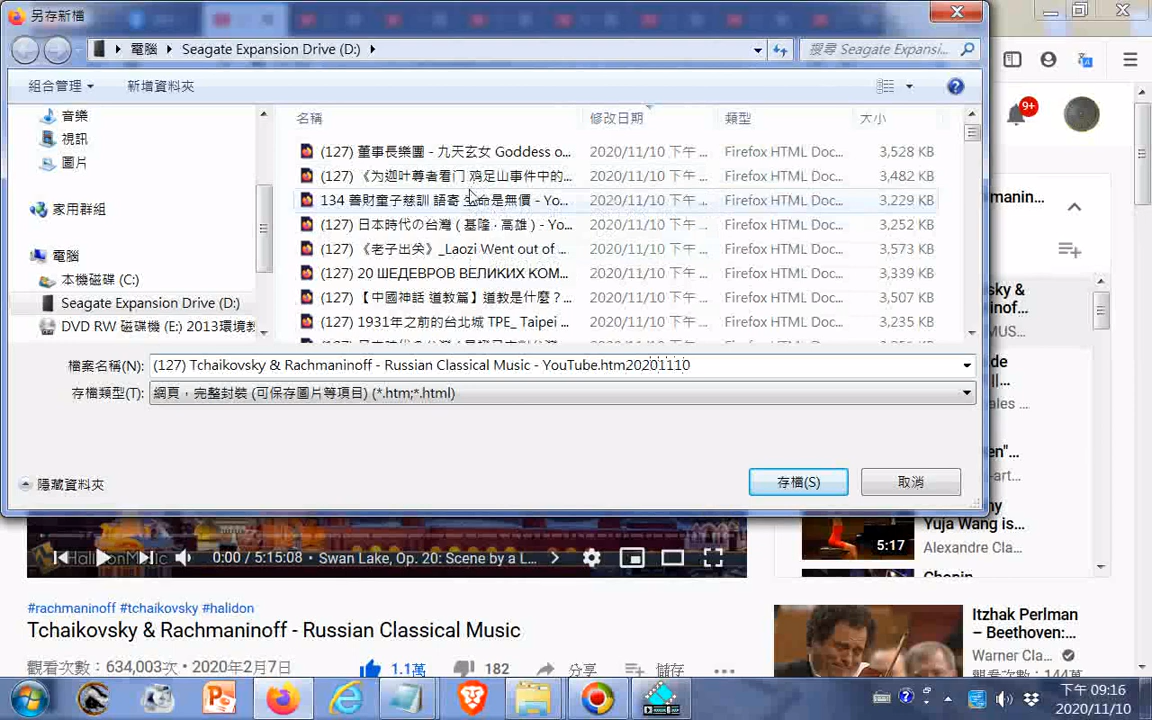 另存新檔
電腦 ▸ Seagate Expansion Drive (D:) ▸
搜尋 Seagate Expansi...
組合管理 新增資料夾
音樂
視訊
圖片
家用群組
電腦
本機磁碟 (C:)
Seagate Expansion Drive (D:)
DVD RW 磁碟機 (E:) 2013環境教
名稱 修改日期 類型 大小
(127) 董事長樂團 - 九天玄女 Goddess o... 2020/11/10 下午 ... Firefox HTML Doc... 3,528 KB
(127) 《为迦叶尊者看门 鸡足山事件中的... 2020/11/10 下午 ... Firefox HTML Doc... 3,482 KB
134 善財童子慈訓 語寄 生命是無價 - Yo... 2020/11/10 下午 ... Firefox HTML Doc... 3,229 KB
(127) 日本時代の台灣 ( 基隆 · 高雄 ) - Yo... 2020/11/10 下午 ... Firefox HTML Doc... 3,252 KB
(127) 《老子出关》_Laozi Went out of ... 2020/11/10 下午 ... Firefox HTML Doc... 3,573 KB
(127) 20 ШЕДЕВРОВ ВЕЛИКИХ КОМ... 2020/11/10 下午 ... Firefox HTML Doc... 3,339 KB
(127) 【中國神話 道教篇】道教是什麼？... 2020/11/10 下午 ... Firefox HTML Doc... 3,507 KB
(127) 1931年之前的台北城 TPE_ Taipei ... 2020/11/10 下午 ... Firefox HTML Doc... 3,235 KB
檔案名稱(N): (127) Tchaikovsky & Rachmaninoff - Russian Classical Music - YouTube.htm20201110
存檔類型(T): 網頁，完整封裝 (可保存圖片等項目) (*.htm;*.html)
隱藏資料夾
存檔(S) 取消
9+
maninof...
MUS...
5:17
Yuja Wang is...
Alexandre Cla...
0:00 / 5:15:08 • Swan Lake, Op. 20: Scene by a L...
#rachmaninoff #tchaikovsky #halidon
Tchaikovsky & Rachmaninoff - Russian Classical Music
觀看次數：634,003次 • 2020年2月7日
1.1萬 182 分享 儲存
Itzhak Perlman
– Beethoven:...
Warner Cla...
下午 09:16
2020/11/10